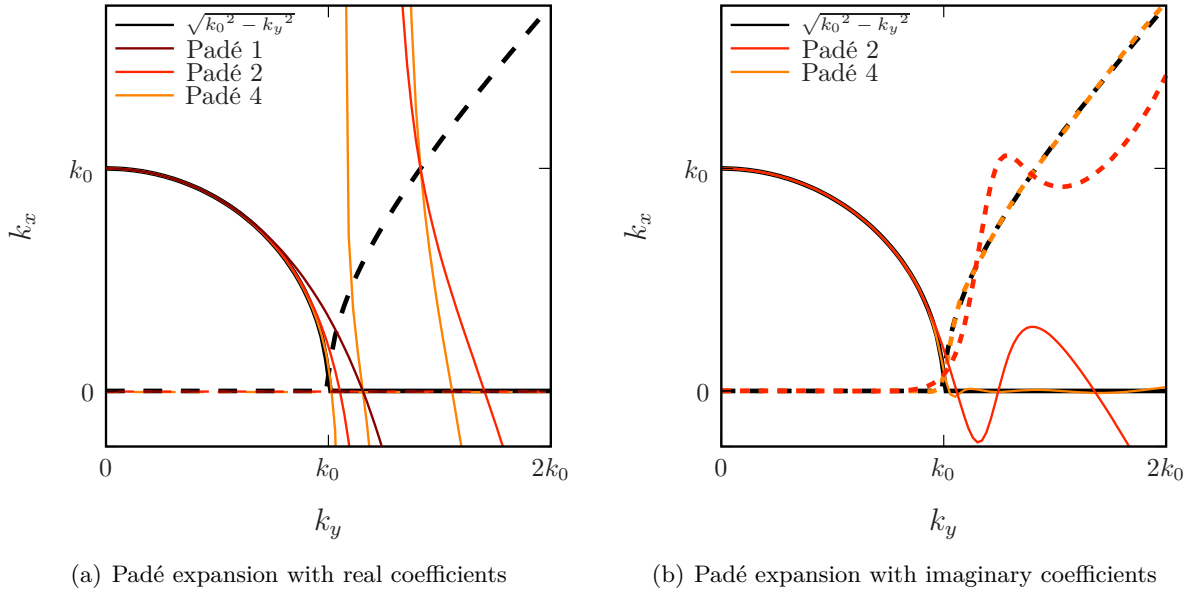 √k₀² − k_y²
Padé 1
Padé 2
Padé 4
k₀
0
k_x
0
k₀
2k₀
k_y
(a) Padé expansion with real coefficients
√k₀² − k_y²
Padé 2
Padé 4
k₀
0
k_x
0
k₀
2k₀
k_y
(b) Padé expansion with imaginary coefficients